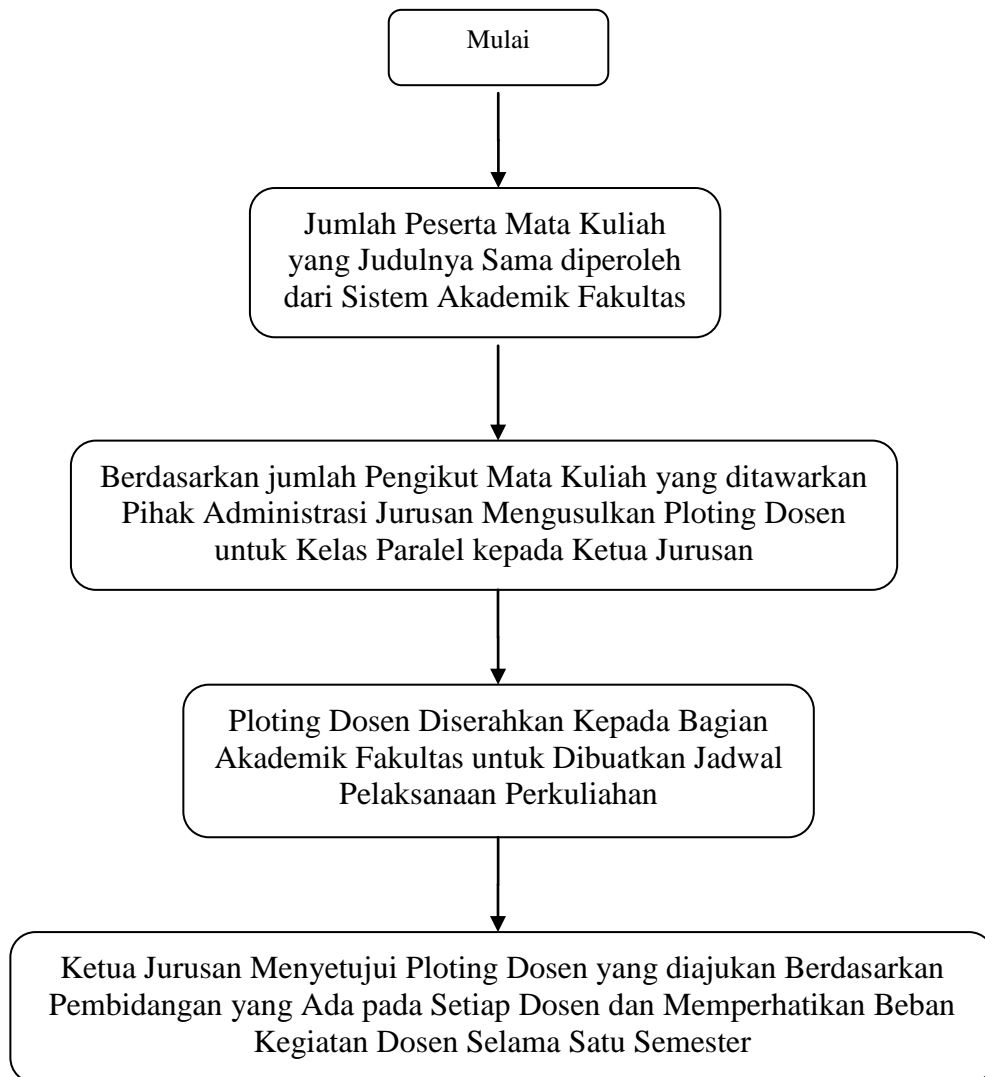 Mulai
Jumlah Peserta Mata Kuliah
yang Judulnya Sama diperoleh
dari Sistem Akademik Fakultas
Berdasarkan jumlah Pengikut Mata Kuliah yang ditawarkan
Pihak Administrasi Jurusan Mengusulkan Ploting Dosen
untuk Kelas Paralel kepada Ketua Jurusan
Ploting Dosen Diserahkan Kepada Bagian
Akademik Fakultas untuk Dibuatkan Jadwal
Pelaksanaan Perkuliahan
Ketua Jurusan Menyetujui Ploting Dosen yang diajukan Berdasarkan
Pembidangan yang Ada pada Setiap Dosen dan Memperhatikan Beban
Kegiatan Dosen Selama Satu Semester